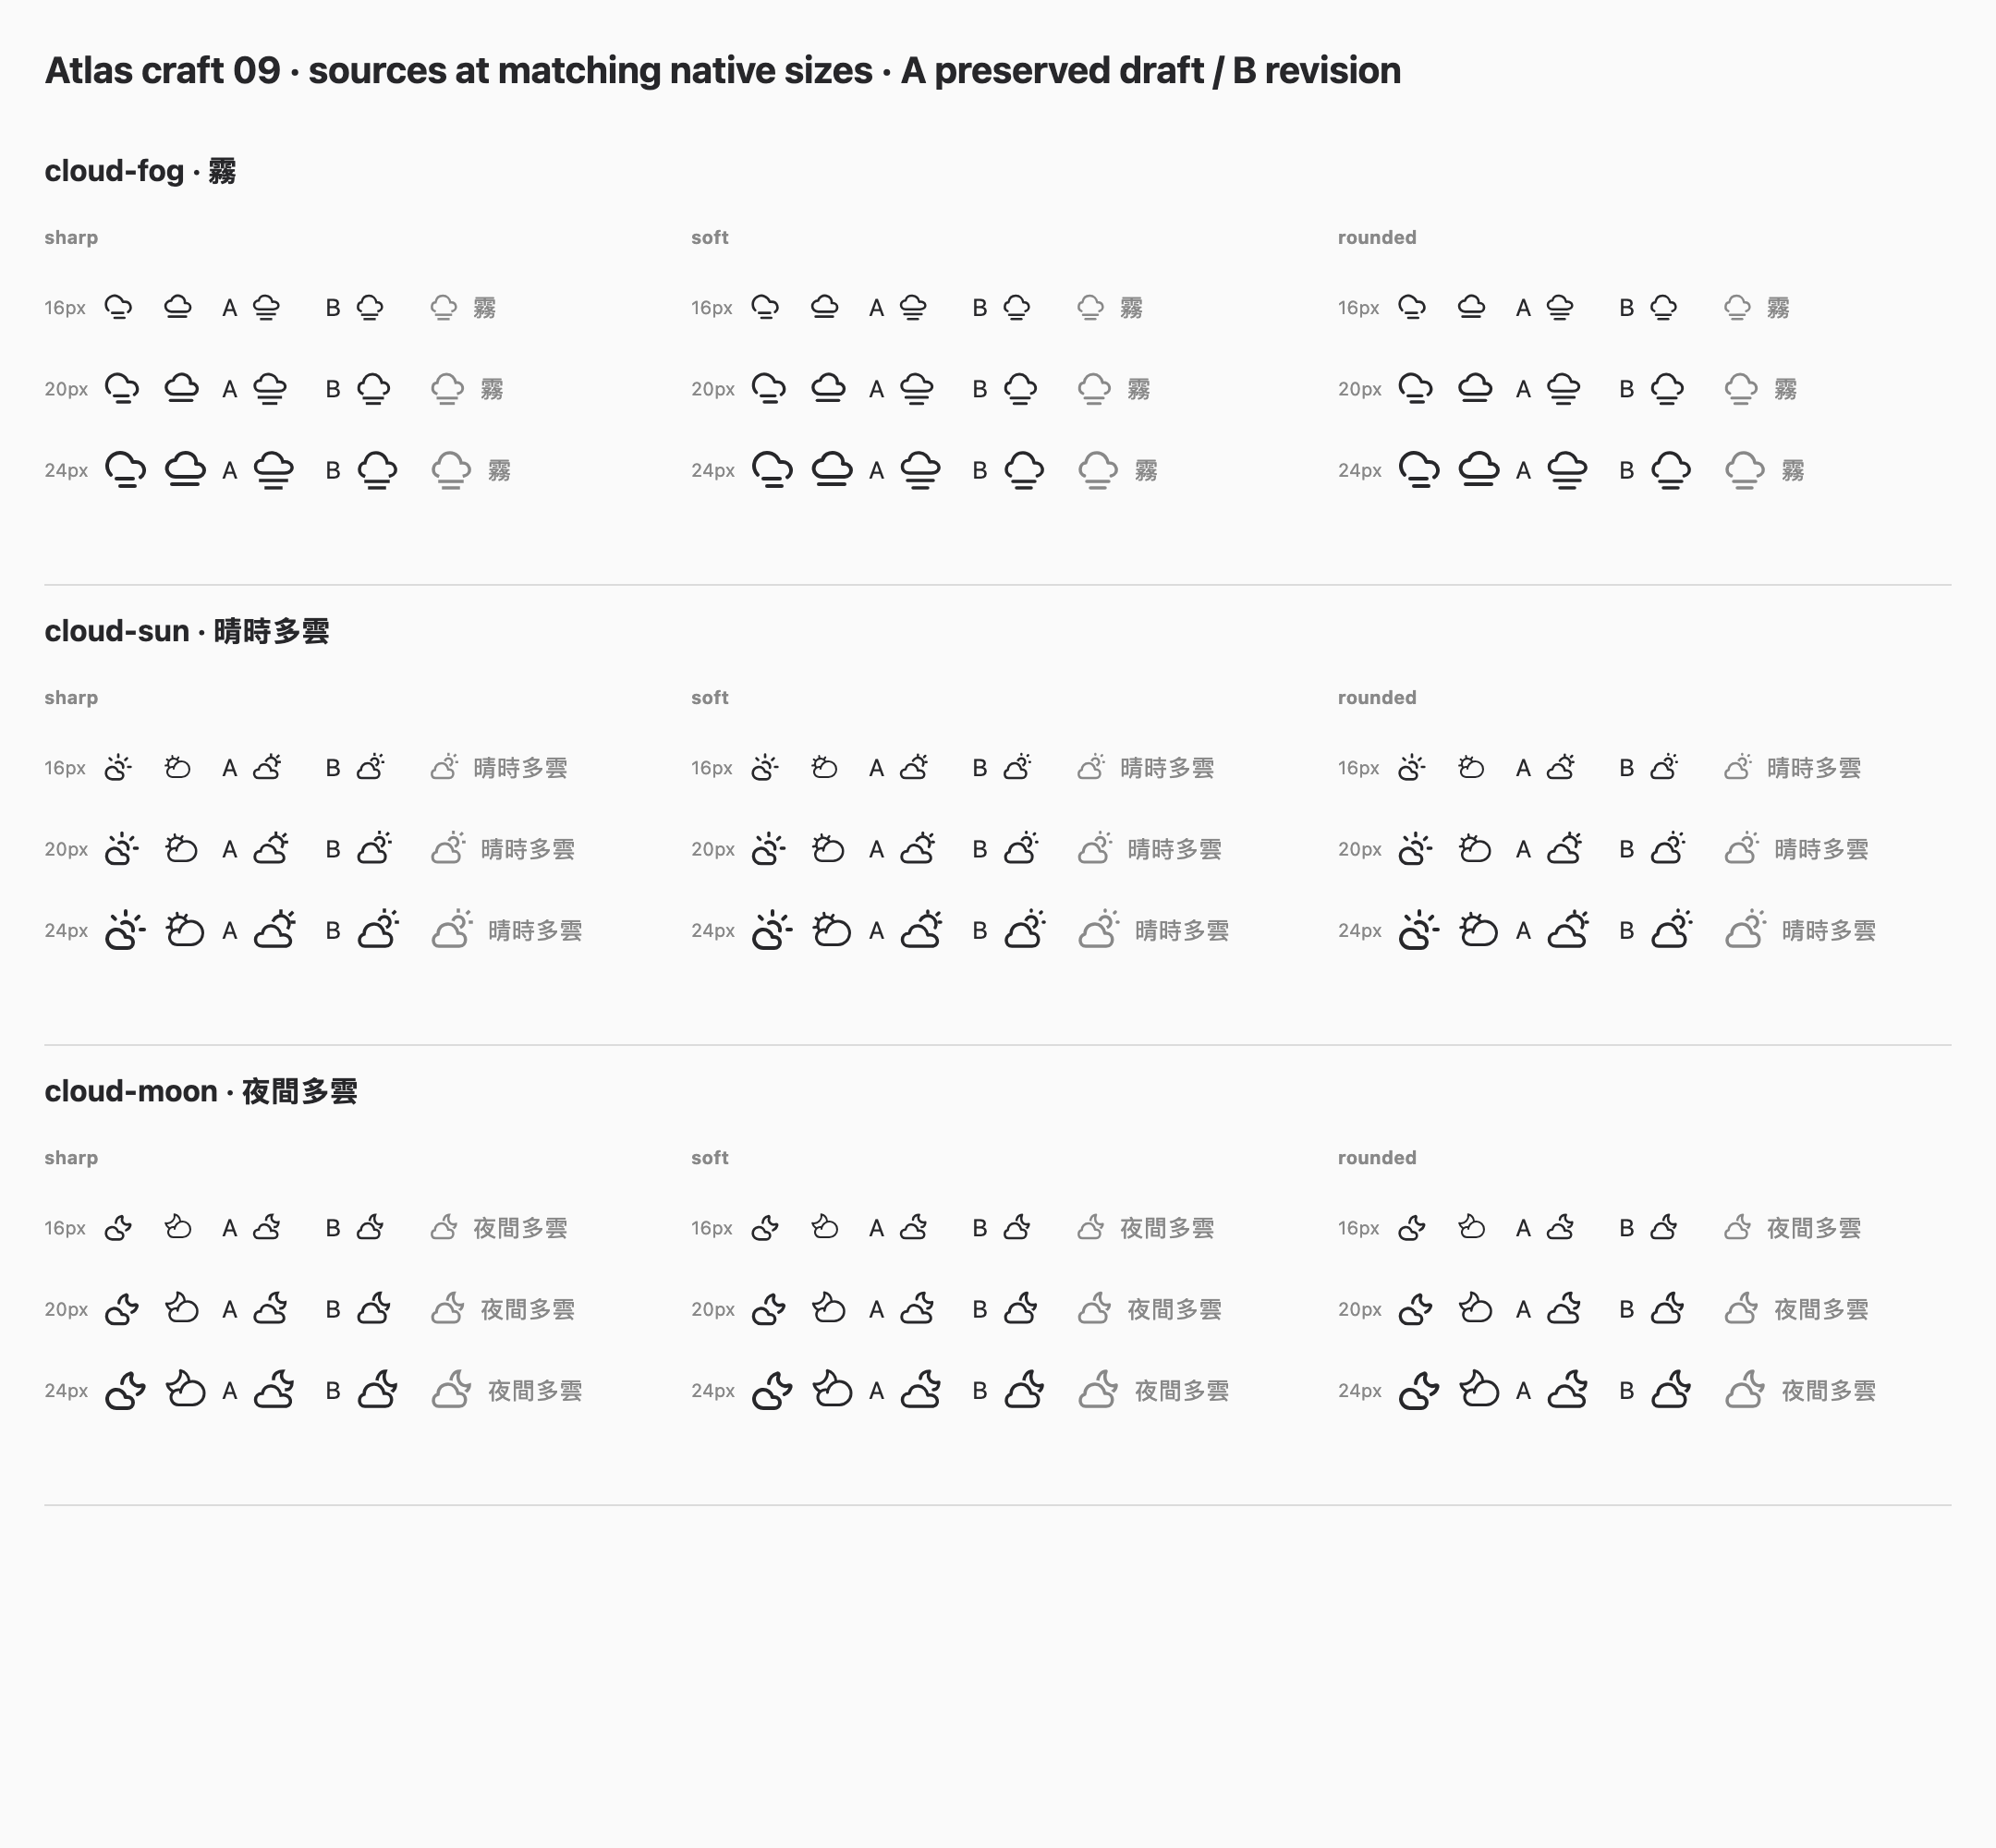 Atlas craft 09 · sources at matching native sizes · A preserved draft / B revision
cloud-fog · 霧
sharp soft rounded
16px A B 霧 16px A B 霧 16px A B 霧
20px A B 霧 20px A B 霧 20px A B 霧
24px A B 霧 24px A B 霧 24px A B 霧
cloud-sun · 晴時多雲
sharp soft rounded
16px A B 晴時多雲 16px A B 晴時多雲 16px A B 晴時多雲
20px A B 晴時多雲 20px A B 晴時多雲 20px A B 晴時多雲
24px A B 晴時多雲 24px A B 晴時多雲 24px A B 晴時多雲
cloud-moon · 夜間多雲
sharp soft rounded
16px A B 夜間多雲 16px A B 夜間多雲 16px A B 夜間多雲
20px A B 夜間多雲 20px A B 夜間多雲 20px A B 夜間多雲
24px A B 夜間多雲 24px A B 夜間多雲 24px A B 夜間多雲